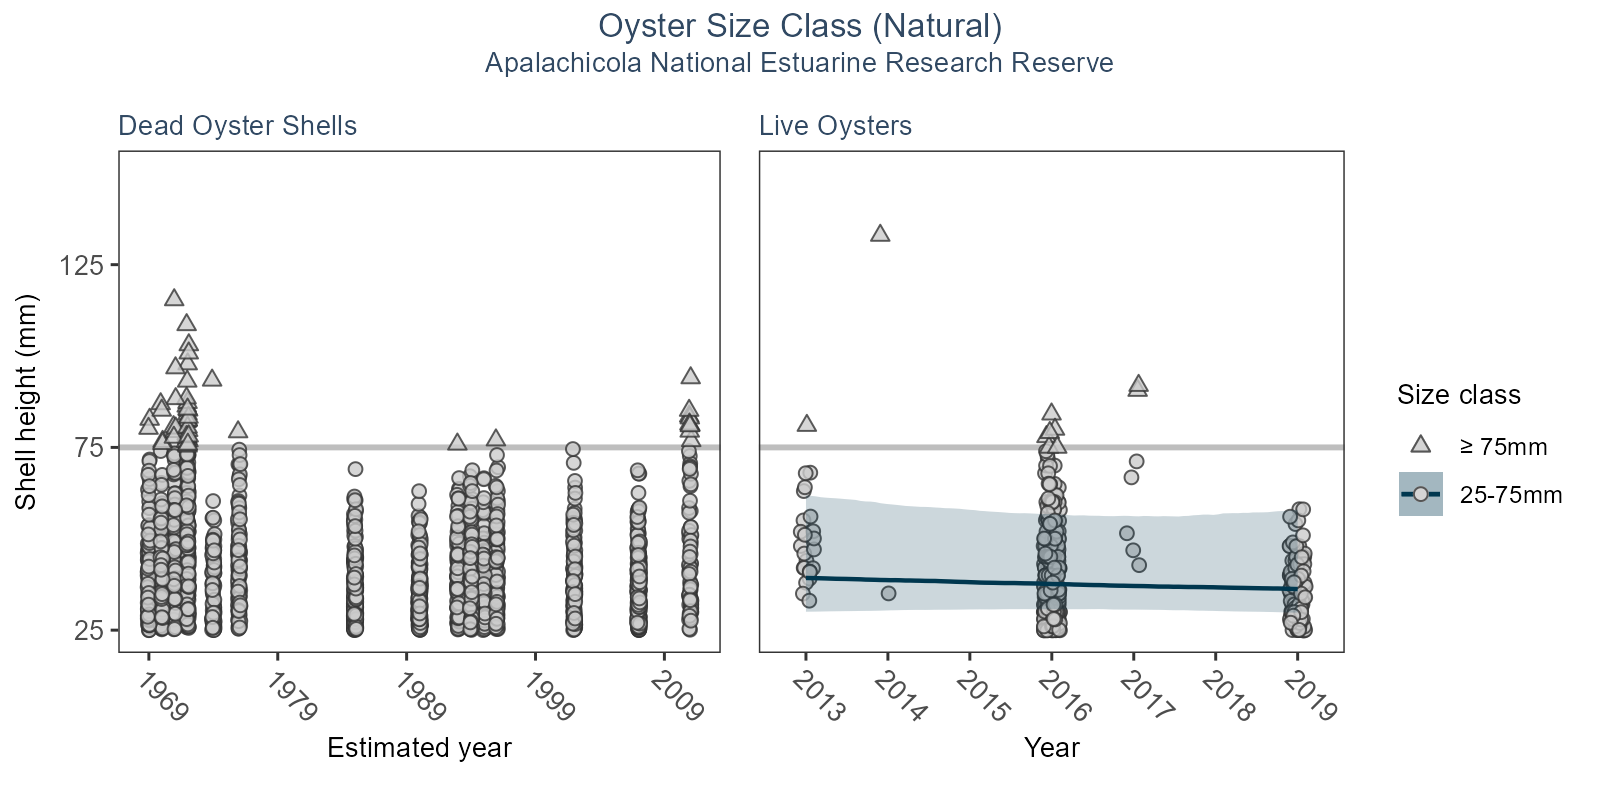 Oyster Size Class (Natural)
Apalachicola National Estuarine Research Reserve
Dead Oyster Shells
Live Oysters
Shell height (mm)
125
75
25
1969
1979
1989
1999
2009
Estimated year
2013
2014
2015
2016
2017
2018
2019
Year
Size class
≥ 75mm
25-75mm